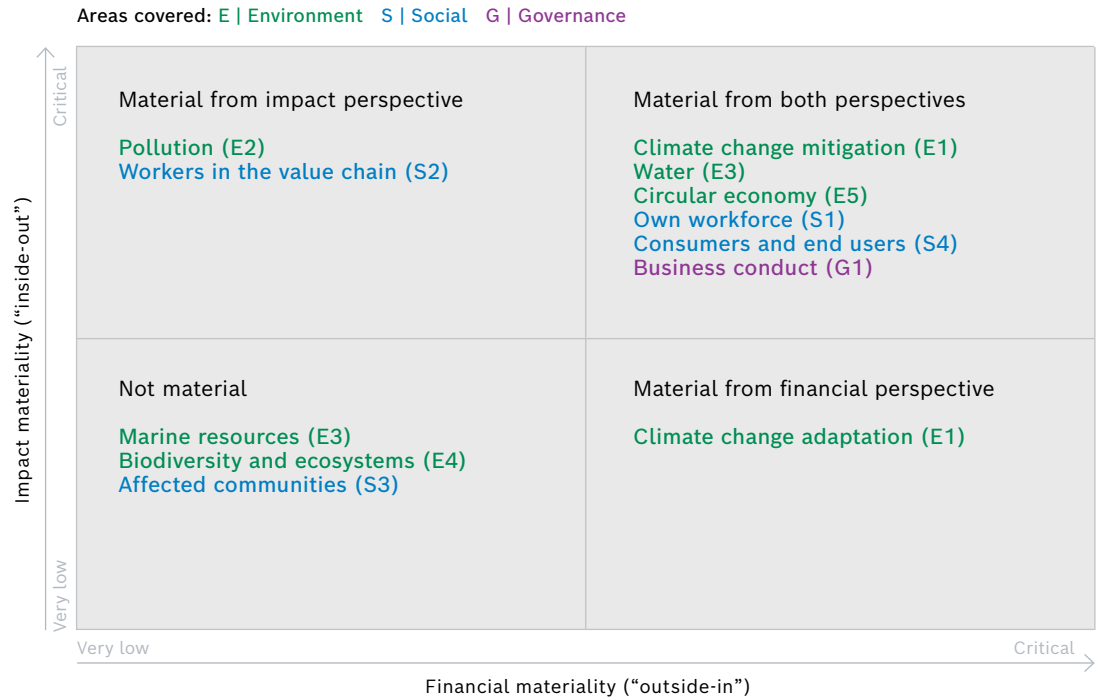 Areas covered: E | Environment S | Social G | Governance
Critical
Very low
Impact materiality (“inside-out”)
Material from impact perspective
Pollution (E2)
Workers in the value chain (S2)
Material from both perspectives
Climate change mitigation (E1)
Water (E3)
Circular economy (E5)
Own workforce (S1)
Consumers and end users (S4)
Business conduct (G1)
Not material
Marine resources (E3)
Biodiversity and ecosystems (E4)
Affected communities (S3)
Material from financial perspective
Climate change adaptation (E1)
Very low
Critical
Financial materiality (“outside-in”)